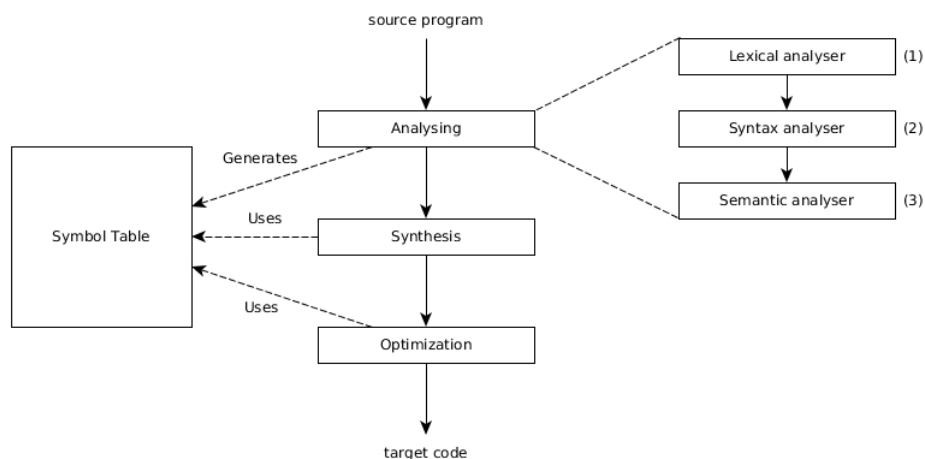 source program
Lexical analyser (1)
Analysing
Syntax analyser (2)
Generates
Semantic analyser (3)
Uses
Symbol Table
Synthesis
Uses
Optimization
target code